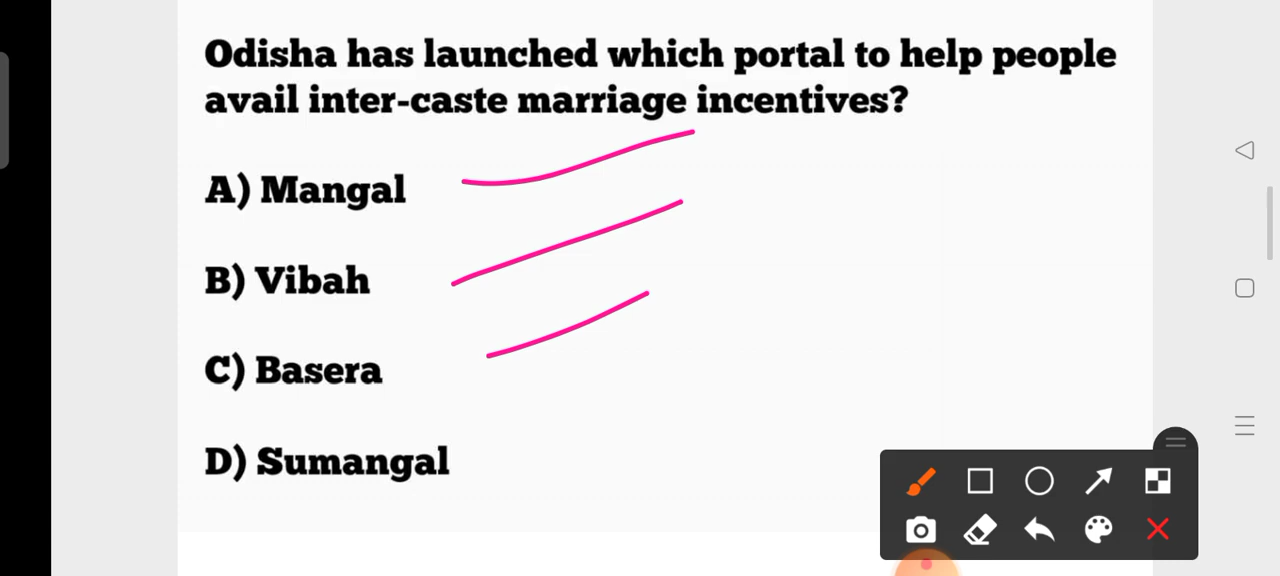 Odisha has launched which portal to help people
avail inter-caste marriage incentives?
A) Mangal
B) Vibah
C) Basera
D) Sumangal